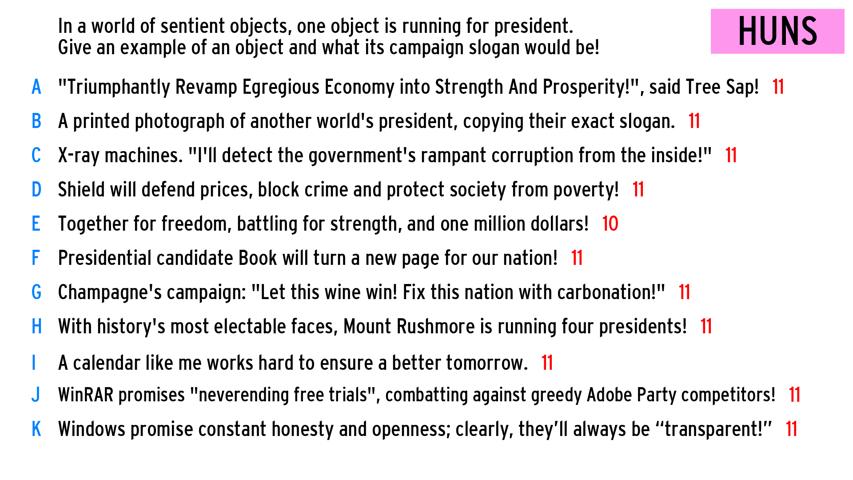 In a world of sentient objects, one object is running for president.
Give an example of an object and what its campaign slogan would be!
HUNS
A "Triumphantly Revamp Egregious Economy into Strength And Prosperity!", said Tree Sap! 11
B A printed photograph of another world's president, copying their exact slogan. 11
C X-ray machines. "I'll detect the government's rampant corruption from the inside!" 11
D Shield will defend prices, block crime and protect society from poverty! 11
E Together for freedom, battling for strength, and one million dollars! 10
F Presidential candidate Book will turn a new page for our nation! 11
G Champagne's campaign: "Let this wine win! Fix this nation with carbonation!" 11
H With history's most electable faces, Mount Rushmore is running four presidents! 11
I A calendar like me works hard to ensure a better tomorrow. 11
J WinRAR promises "neverending free trials", combatting against greedy Adobe Party competitors! 11
K Windows promise constant honesty and openness; clearly, they’ll always be “transparent!” 11